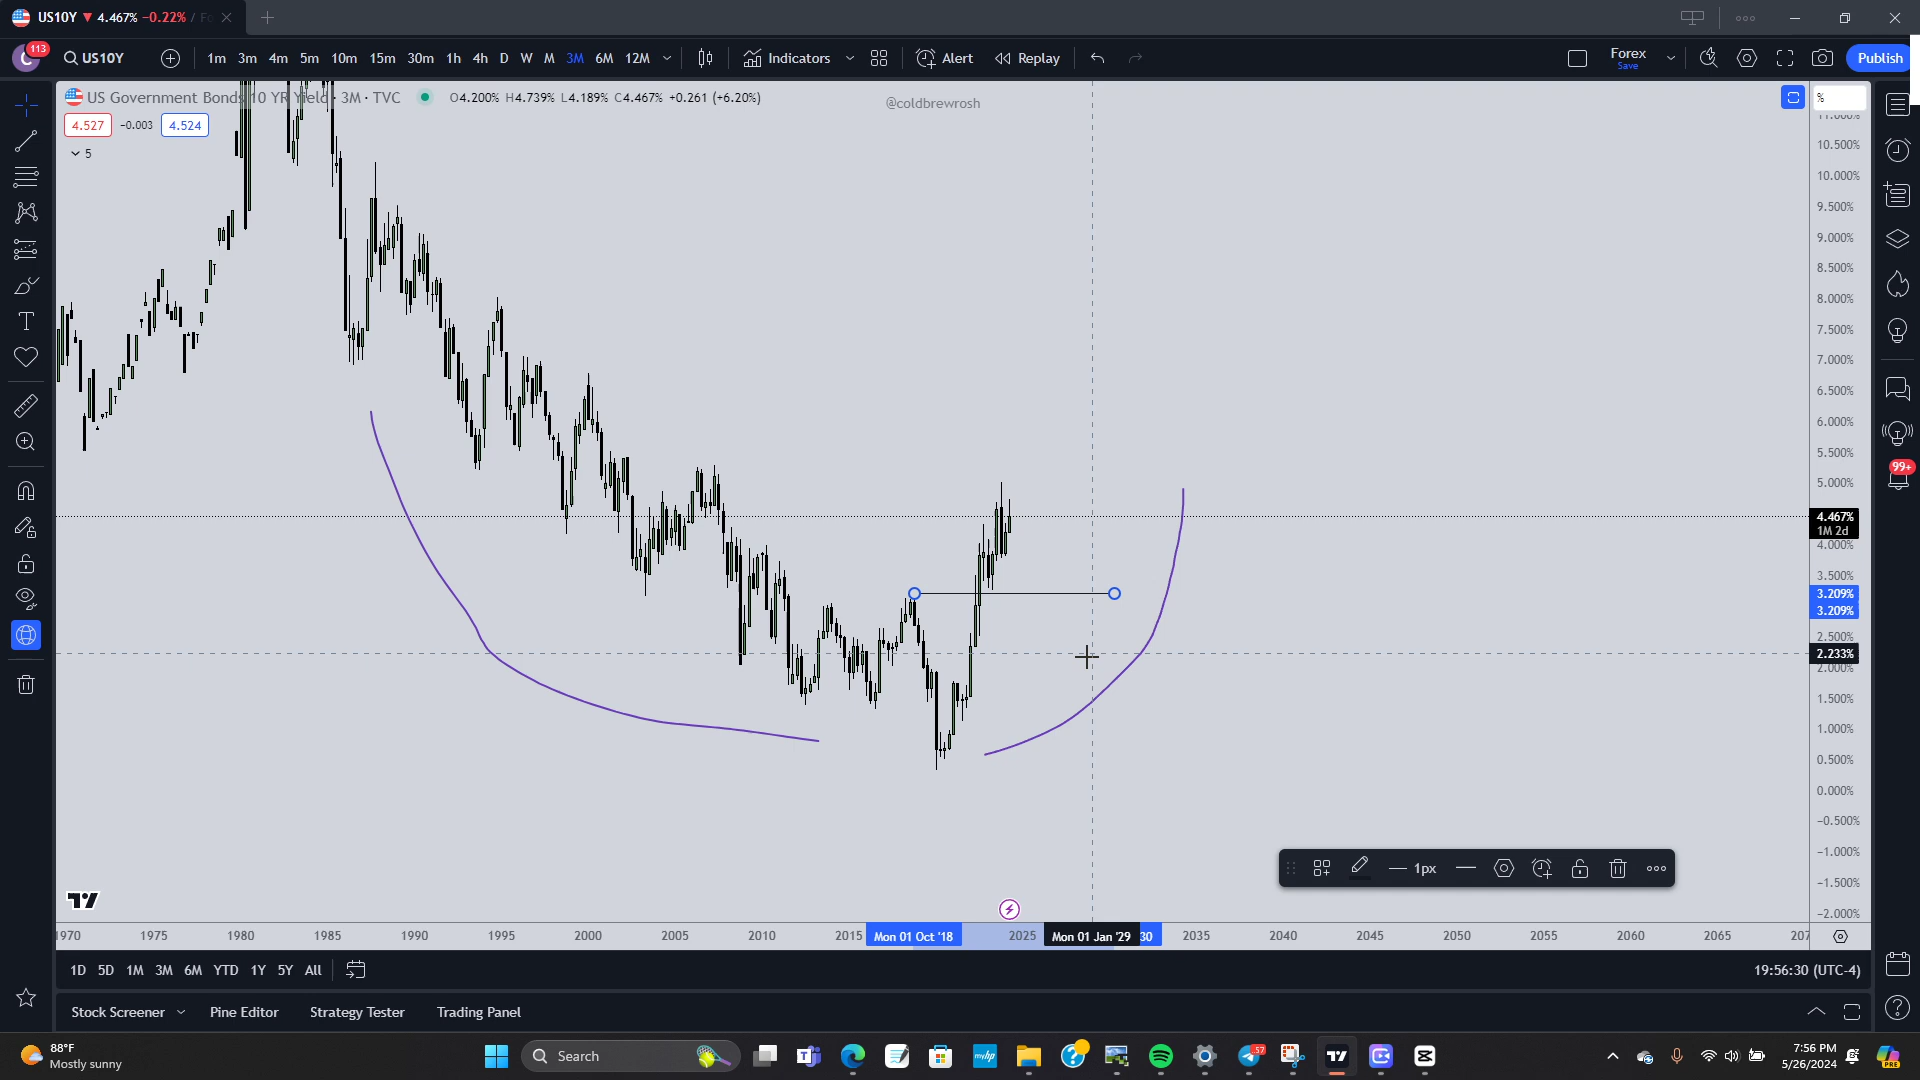 US10Y ▼ 4.467% −0.22% / Fo
113
US10Y 1m 3m 4m 5m 10m 15m 30m 1h 4h D W M 3M 6M 12M Indicators Alert Replay Forex Save Publish
US Government Bonds 10 YR Yield · 3M · TVC O4.200% H4.739% L4.189% C4.467% +0.261 (+6.20%)
@coldbrewrosh
%
4.527 -0.003 4.524
5
10.500%
10.000%
9.500%
9.000%
8.500%
8.000%
7.500%
7.000%
6.500%
6.000%
5.500%
5.000%
4.467%
1M 2d
4.000%
3.500%
3.209%
3.209%
2.500%
2.233%
2.000%
1.500%
1.000%
0.500%
0.000%
−0.500%
−1.000%
−1.500%
−2.000%
99+
1px
1970 1975 1980 1985 1990 1995 2000 2005 2010 2015 Mon 01 Oct '18 2025 Mon 01 Jan '29 30 2035 2040 2045 2050 2055 2060 2065 207
1D 5D 1M 3M 6M YTD 1Y 5Y All 19:56:30 (UTC-4)
Stock Screener Pine Editor Strategy Tester Trading Panel
88°F
Mostly sunny
Search
myhp
57
7:56 PM
5/26/2024
PRE